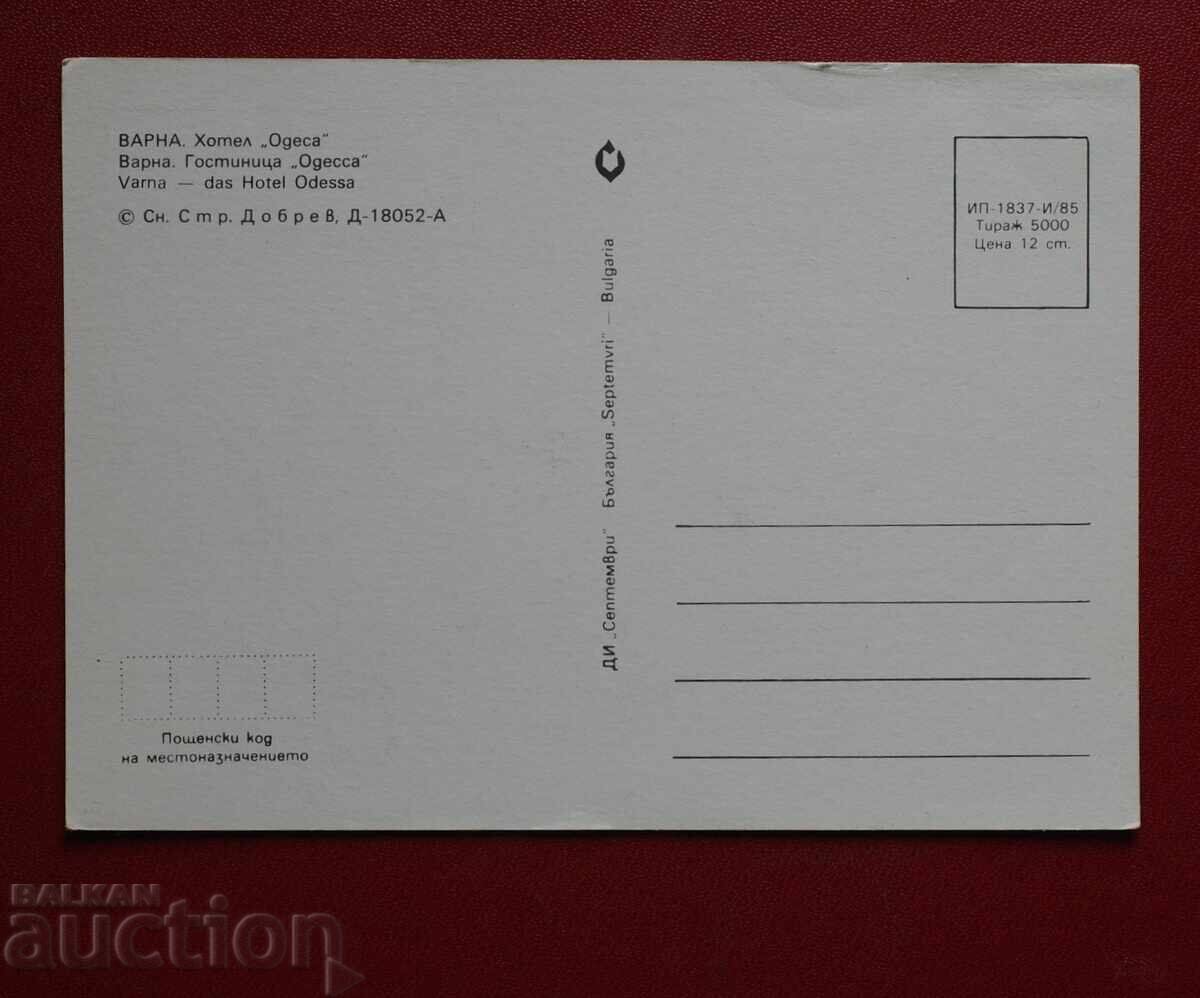 ВАРНА. Хотел „Одеса“
Варна. Гостиница „Одесса“
Varna — das Hotel Odessa
© Сн. Стр. Добрев, Д-18052-А
ДИ „Септември“ България „Septemvri“ — Bulgaria
ИП-1837-И/85
Тираж 5000
Цена 12 ст.
Пощенски код
на местоназначението
BALKAN
auction